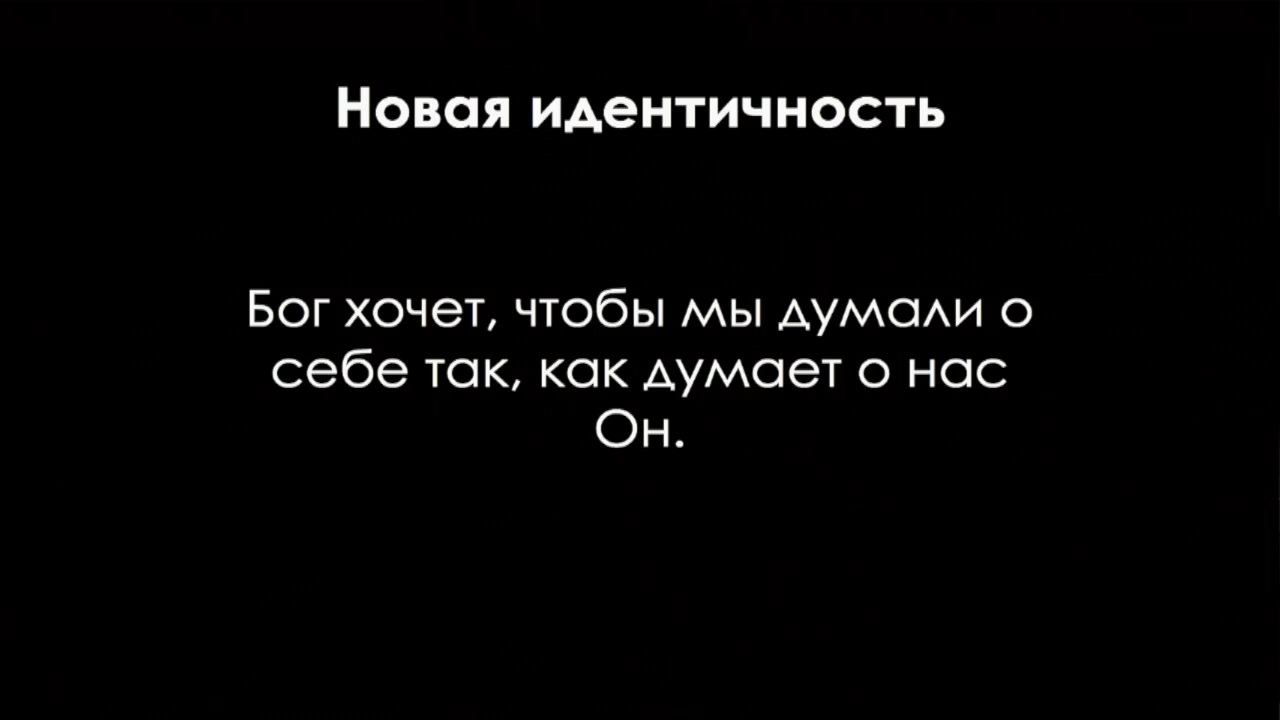 Новая идентичность
Бог хочет, чтобы мы думали о
себе так, как думает о нас
Он.